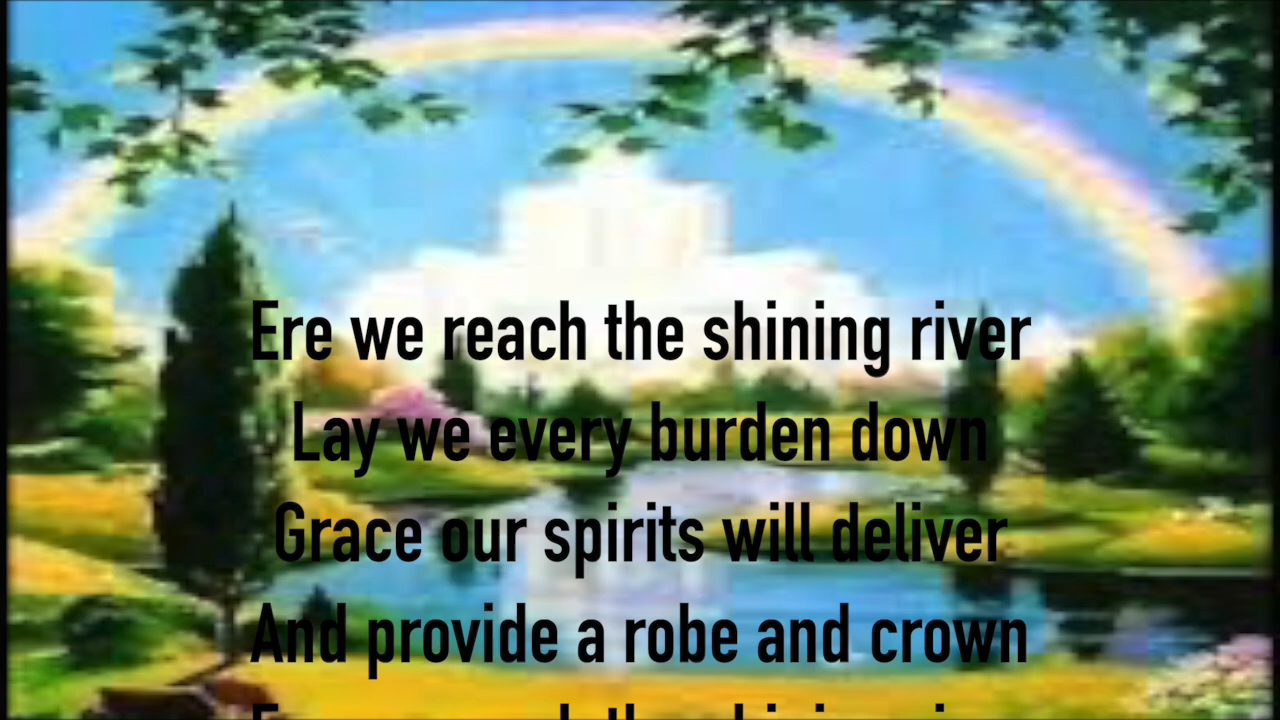 Ere we reach the shining river
Lay we every burden down
Grace our spirits will deliver
And provide a robe and crown